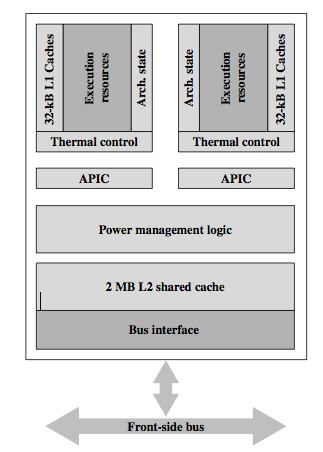 32-kB L1 Caches
Execution
resources
Arch. state
Arch. state
Execution
resources
32-kB L1 Caches
Thermal control
Thermal control
APIC
APIC
Power management logic
2 MB L2 shared cache
Bus interface
Front-side bus